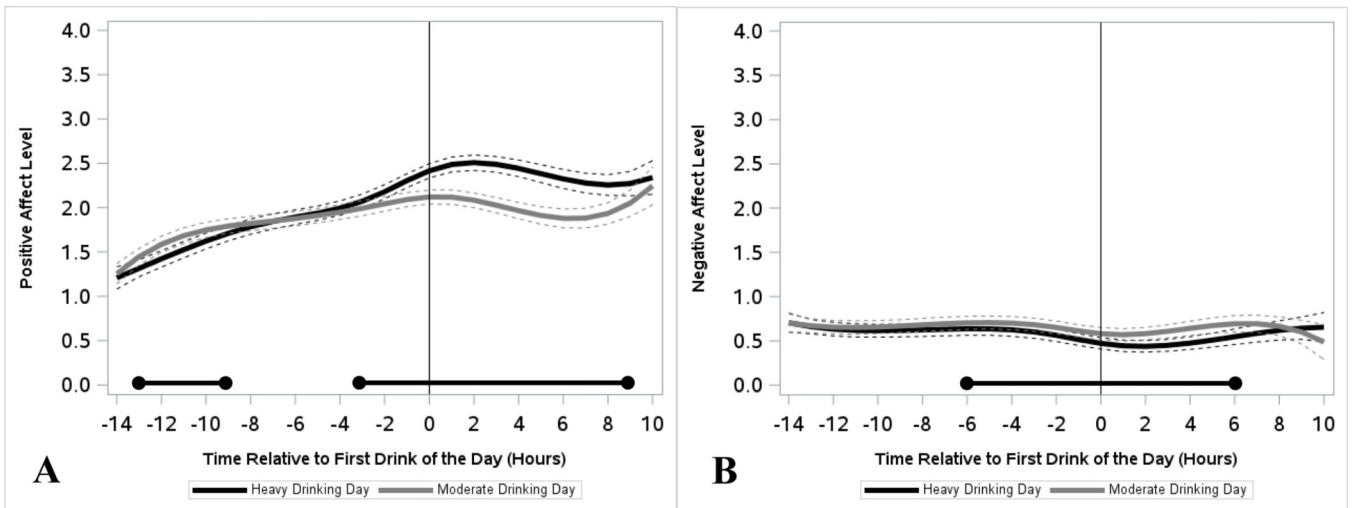 4.0
3.5
3.0
2.5
2.0
1.5
1.0
0.5
0.0
Positive Affect Level
-14 -12 -10 -8 -6 -4 -2 0 2 4 6 8 10
Time Relative to First Drink of the Day (Hours)
A
Heavy Drinking Day Moderate Drinking Day
4.0
3.5
3.0
2.5
2.0
1.5
1.0
0.5
0.0
Negative Affect Level
-14 -12 -10 -8 -6 -4 -2 0 2 4 6 8 10
Time Relative to First Drink of the Day (Hours)
B
Heavy Drinking Day Moderate Drinking Day